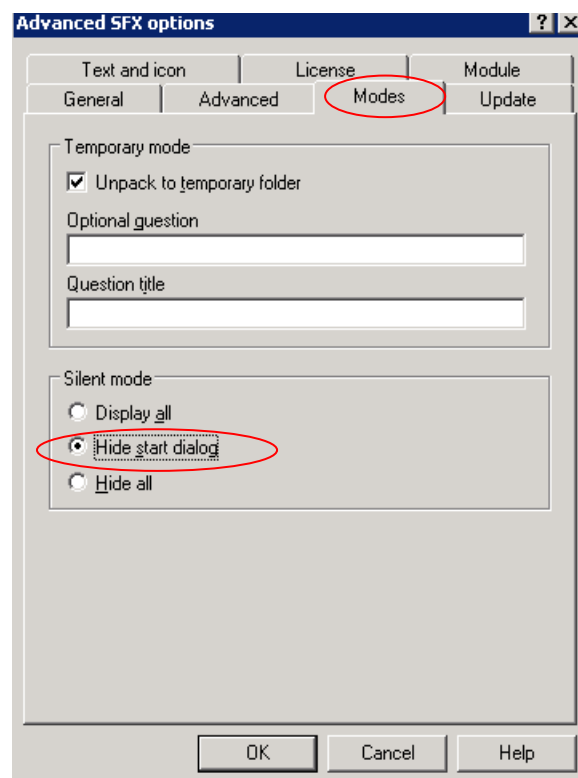 Advanced SFX options
Text and icon License Module
General Advanced Modes Update
Temporary mode
Unpack to temporary folder
Optional question
Question title
Silent mode
Display all
Hide start dialog
Hide all
OK Cancel Help